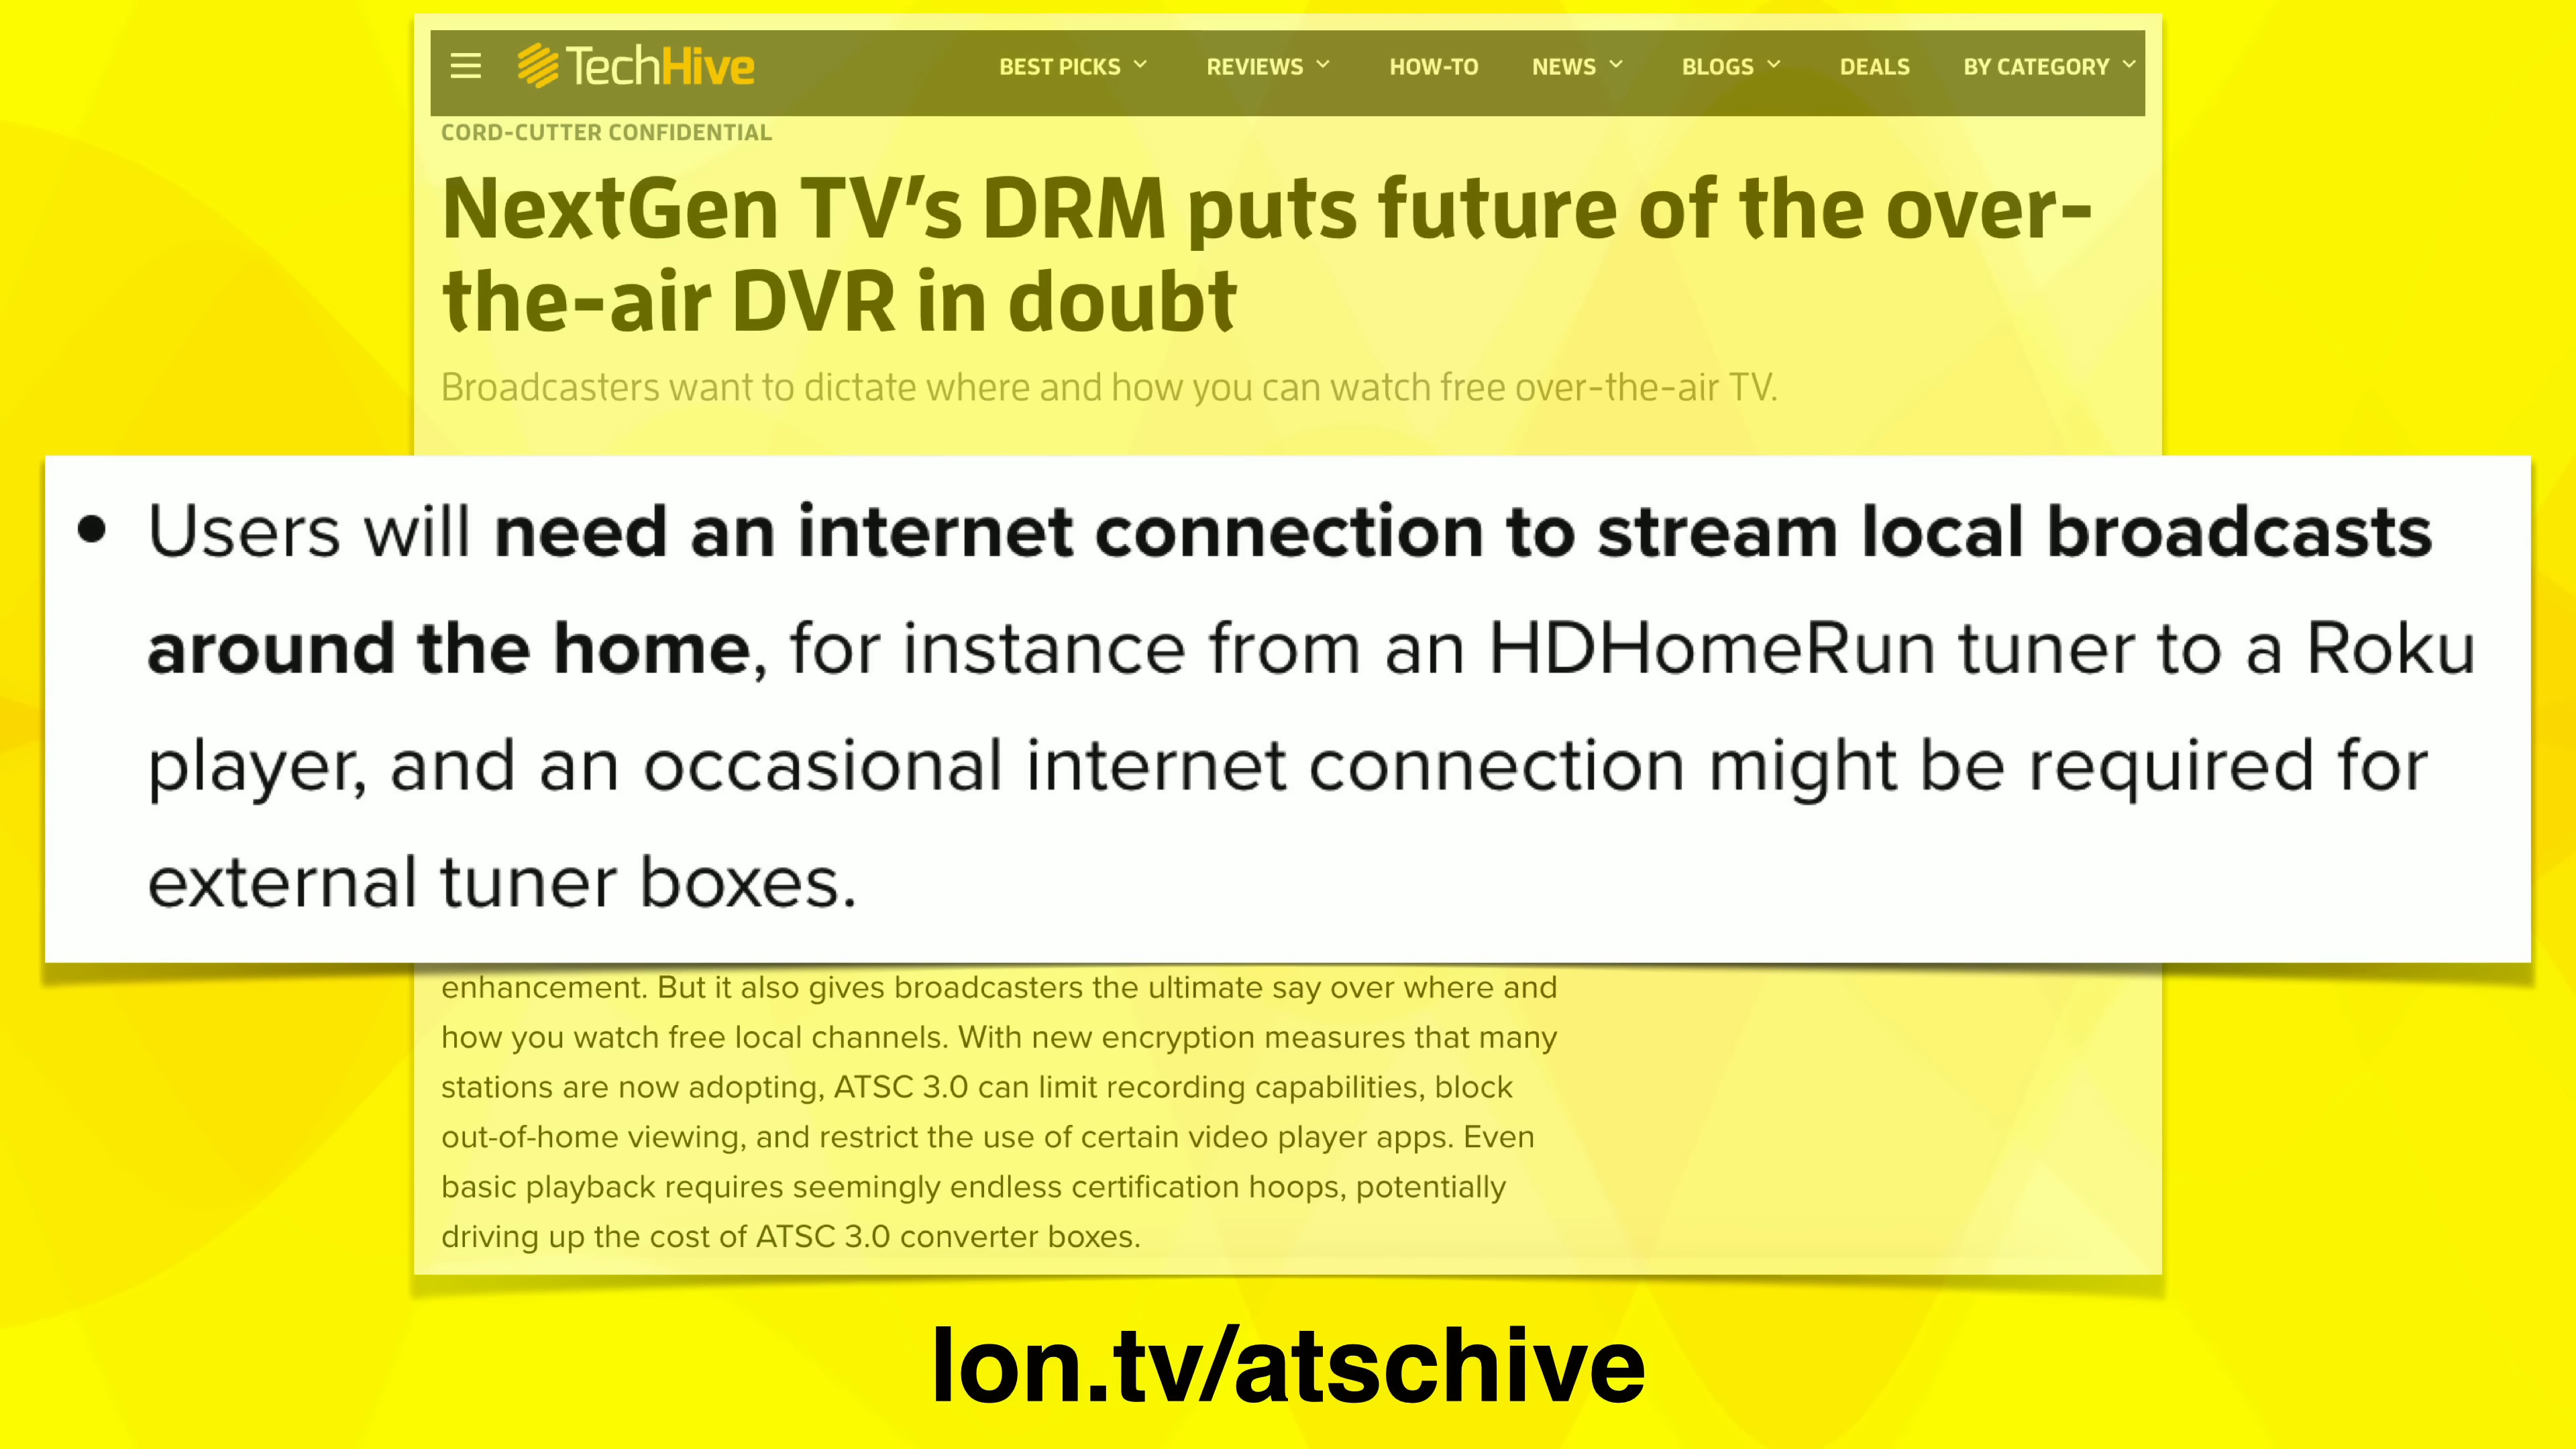 TechHive BEST PICKS REVIEWS HOW-TO NEWS BLOGS DEALS BY CATEGORY
CORD-CUTTER CONFIDENTIAL
NextGen TV’s DRM puts future of the over-
the-air DVR in doubt
Broadcasters want to dictate where and how you can watch free over-the-air TV.
• Users will need an internet connection to stream local broadcasts
around the home, for instance from an HDHomeRun tuner to a Roku
player, and an occasional internet connection might be required for
external tuner boxes.
enhancement. But it also gives broadcasters the ultimate say over where and
how you watch free local channels. With new encryption measures that many
stations are now adopting, ATSC 3.0 can limit recording capabilities, block
out-of-home viewing, and restrict the use of certain video player apps. Even
basic playback requires seemingly endless certification hoops, potentially
driving up the cost of ATSC 3.0 converter boxes.
lon.tv/atschive